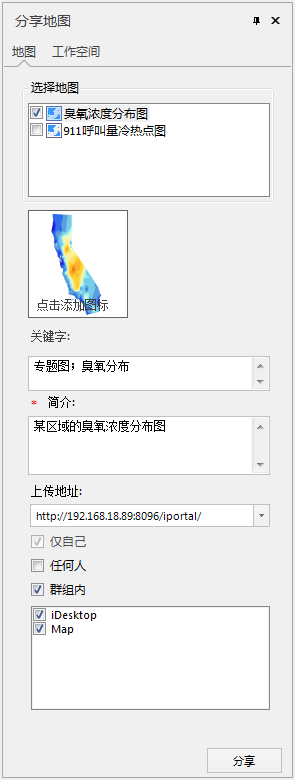 分享地图
地图 工作空间
选择地图
臭氧浓度分布图
911呼叫量冷热点图
点击添加图标
关键字:
专题图；臭氧分布
* 简介:
某区域的臭氧浓度分布图
上传地址:
http://192.168.18.89:8096/iportal/
仅自己
任何人
群组内
iDesktop
Map
分享